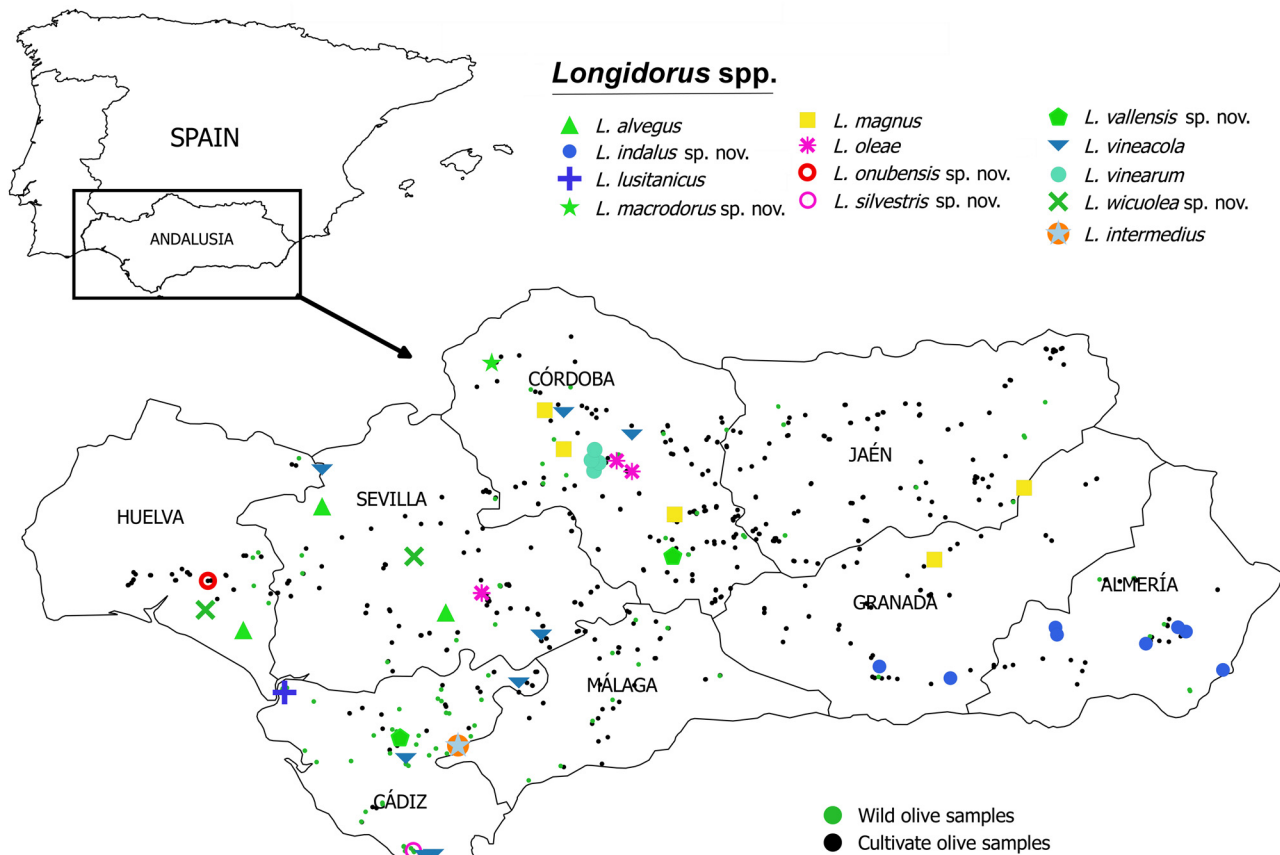 SPAIN
ANDALUSIA
Longidorus spp.
L. alvegus
L. indalus sp. nov.
L. lusitanicus
L. macrodorus sp. nov.
L. magnus
L. oleae
L. onubensis sp. nov.
L. silvestris sp. nov.
L. vallensis sp. nov.
L. vineacola
L. vinearum
L. wicuolea sp. nov.
L. intermedius
CÓRDOBA
JAÉN
SEVILLA
HUELVA
ALMERÍA
GRANADA
MÁLAGA
CÁDIZ
Wild olive samples
Cultivate olive samples